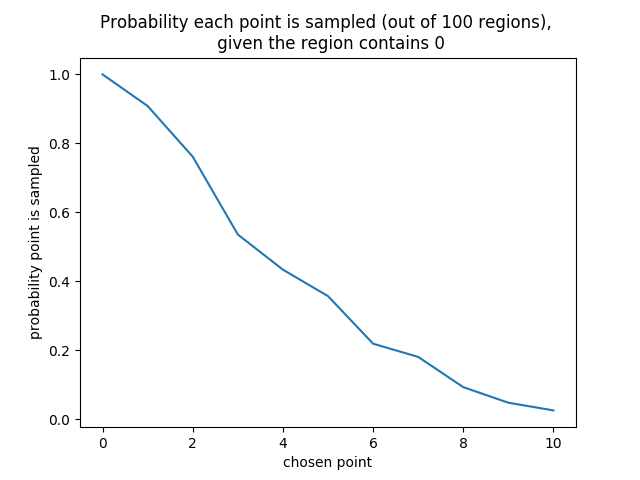 Probability each point is sampled (out of 100 regions),
given the region contains 0
1.0
0.8
0.6
0.4
0.2
0.0
probability point is sampled
0 2 4 6 8 10
chosen point